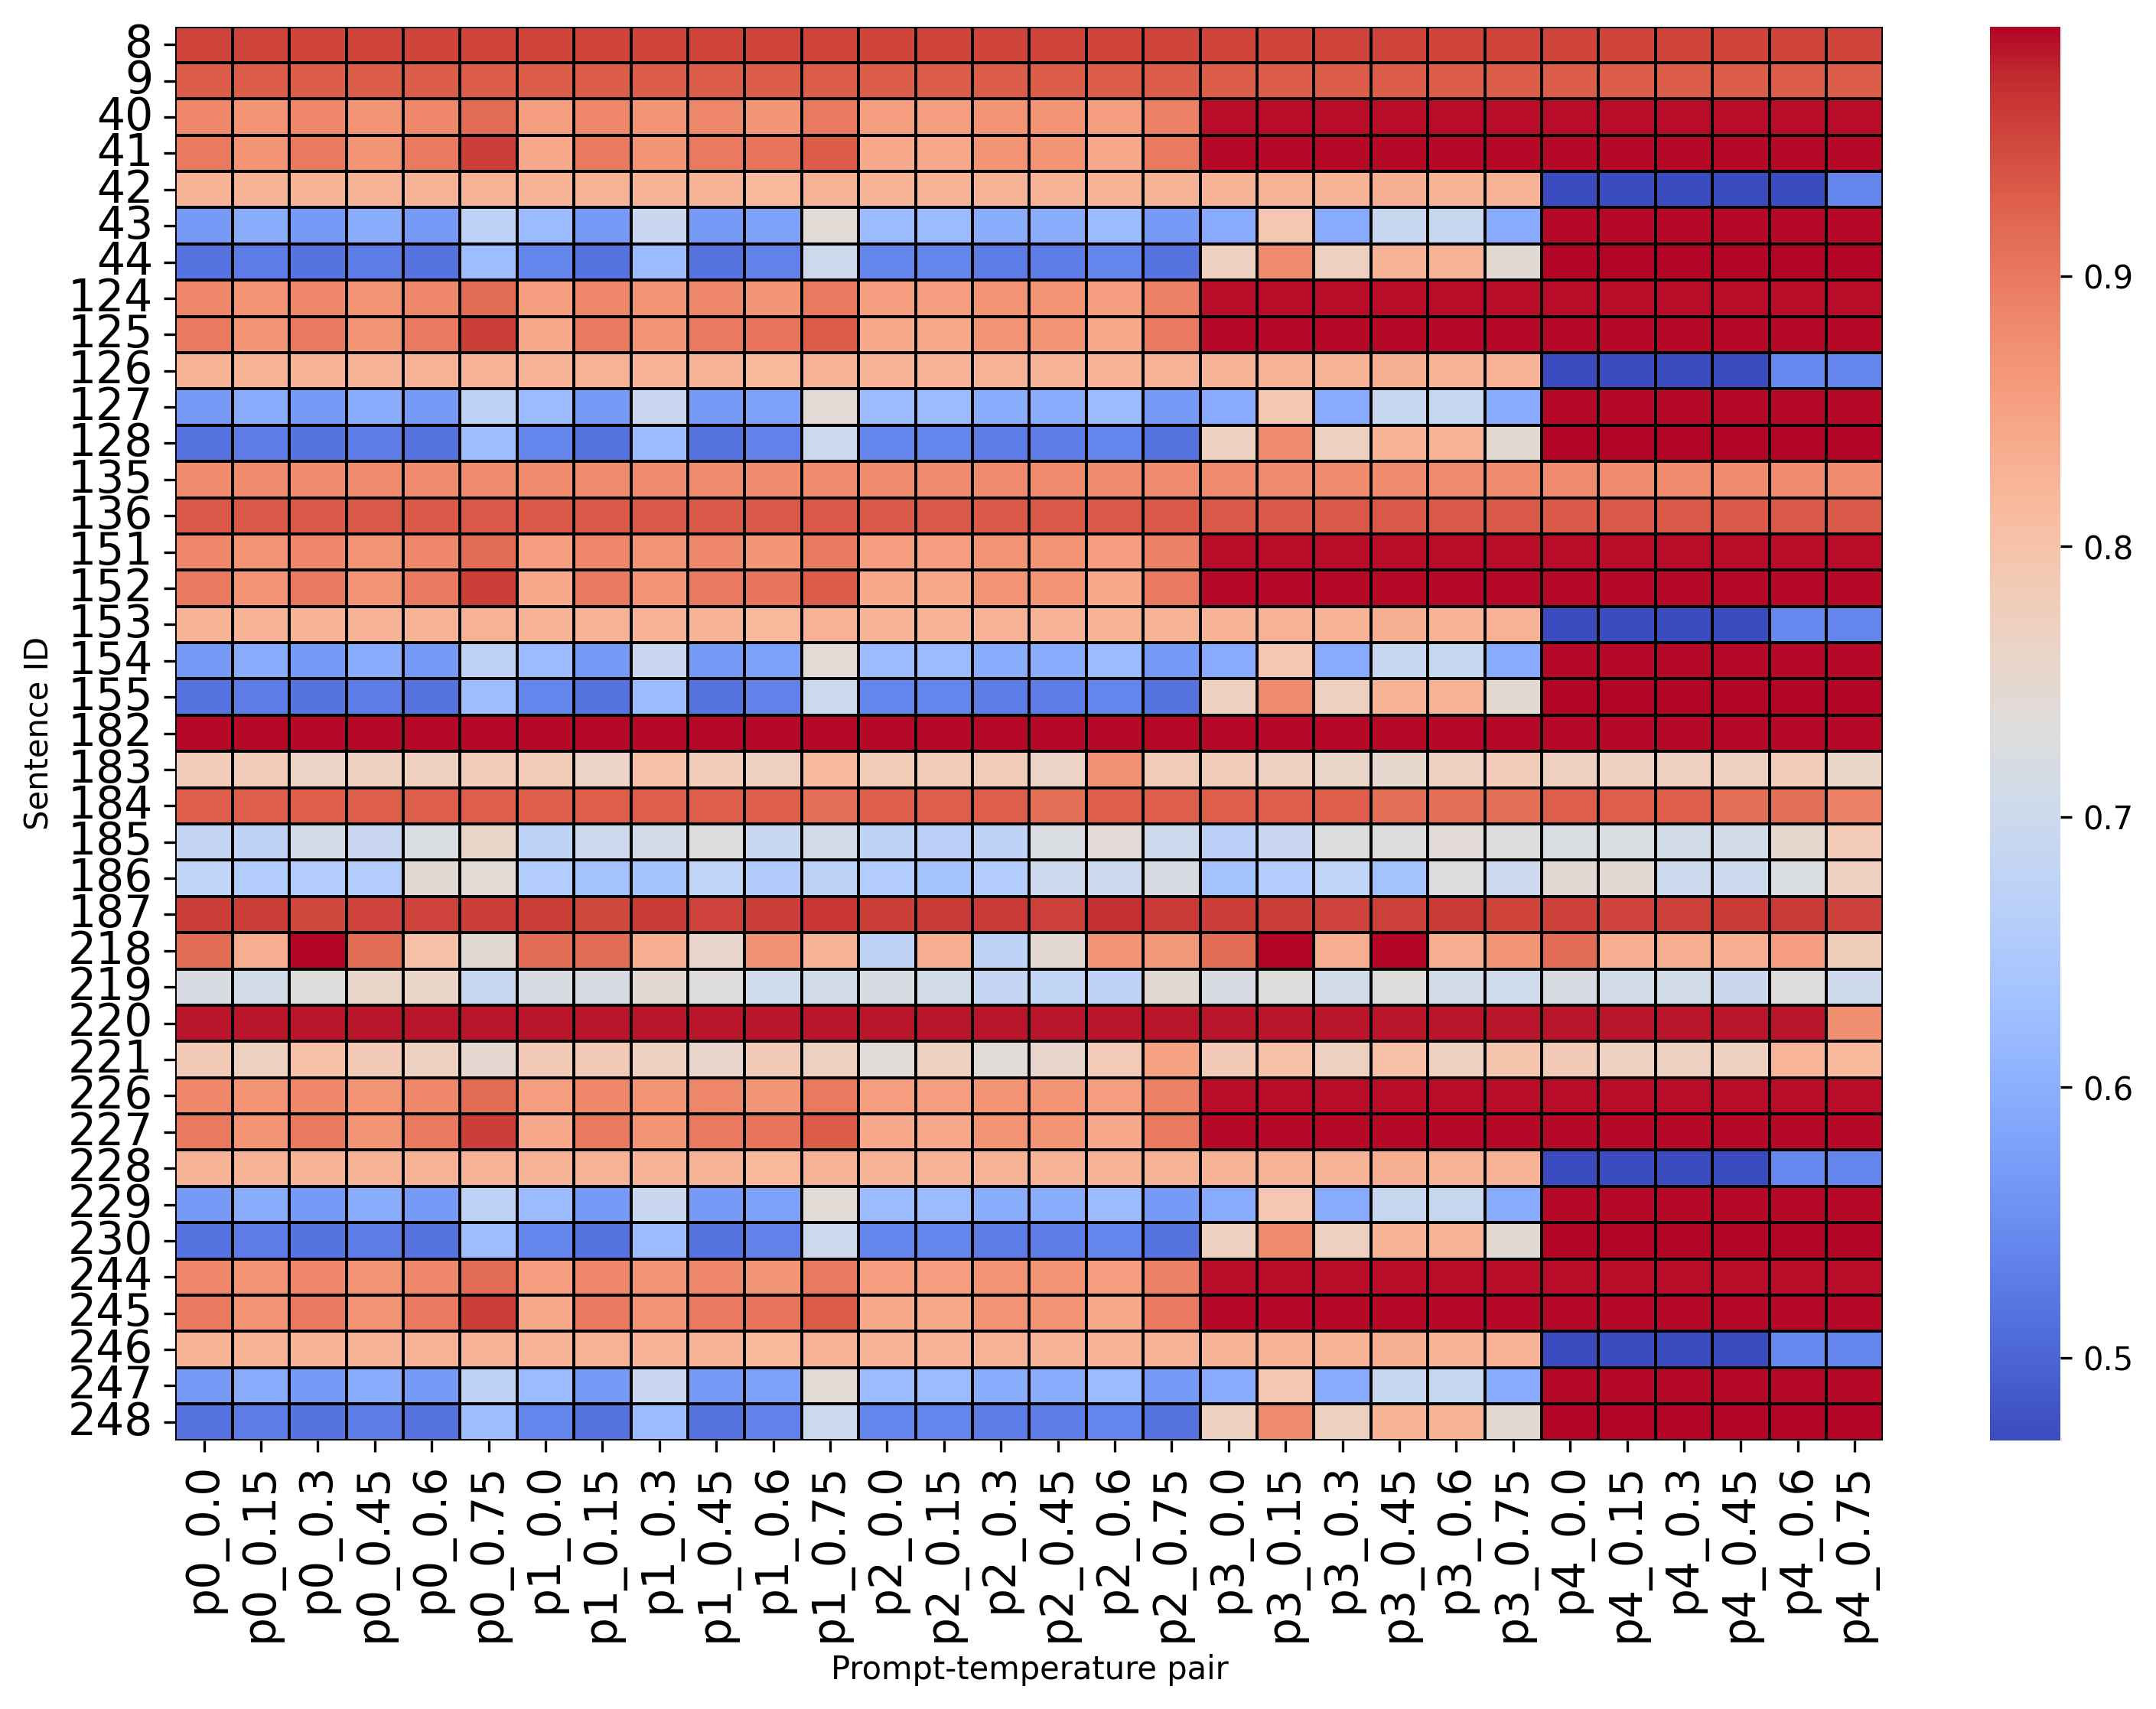 8
9
40
41
42
43
44
124
125
126
127
128
135
136
151
152
153
154
155
182
183
184
185
186
187
218
219
220
221
226
227
228
229
230
244
245
246
247
248
Sentence ID
p0_0.0
p0_0.15
p0_0.3
p0_0.45
p0_0.6
p0_0.75
p1_0.0
p1_0.15
p1_0.3
p1_0.45
p1_0.6
p1_0.75
p2_0.0
p2_0.15
p2_0.3
p2_0.45
p2_0.6
p2_0.75
p3_0.0
p3_0.15
p3_0.3
p3_0.45
p3_0.6
p3_0.75
p4_0.0
p4_0.15
p4_0.3
p4_0.45
p4_0.6
p4_0.75
Prompt-temperature pair
0.9
0.8
0.7
0.6
0.5